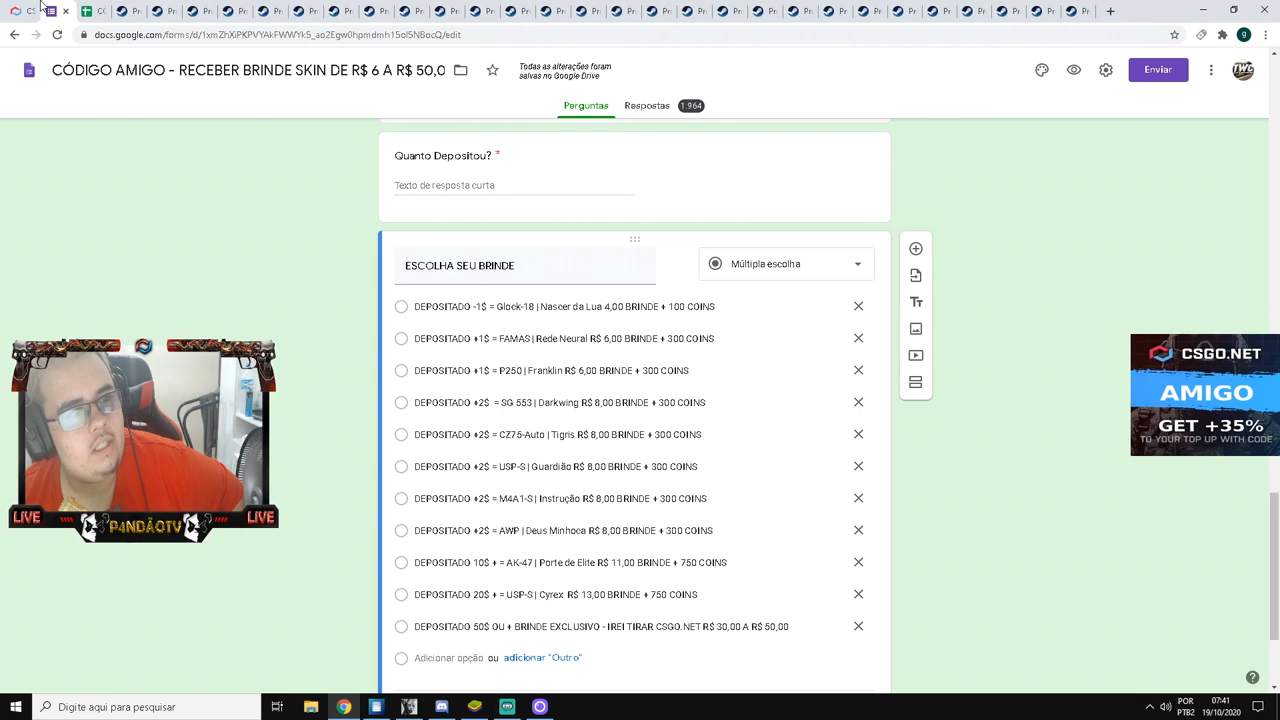 docs.google.com/forms/d/1xmZhXiPKPVYAkFWWYk5_ao2Egw0hpmdmh15ol5NBocQ/edit
g
CÓDIGO AMIGO - RECEBER BRINDE SKIN DE R$ 6 A R$ 50,0
Todas as alterações foram
salvas no Google Drive
Enviar
Perguntas
Respostas
1.964
Quanto Depositou? *
Texto de resposta curta
ESCOLHA SEU BRINDE
Múltipla escolha
DEPOSITADO -1$ = Glock-18 | Nascer da Lua 4,00 BRINDE + 100 COINS
DEPOSITADO +1$ = FAMAS | Rede Neural R$ 6,00 BRINDE + 300 COINS
DEPOSITADO +1$ = P250 | Franklin R$ 6,00 BRINDE + 300 COINS
DEPOSITADO +2$ = SG 553 | Darkwing R$ 8,00 BRINDE + 300 COINS
DEPOSITADO +2$ = CZ75-Auto | Tigris R$ 8,00 BRINDE + 300 COINS
DEPOSITADO +2$ = USP-S | Guardião R$ 8,00 BRINDE + 300 COINS
DEPOSITADO +2$ = M4A1-S | Instrução R$ 8,00 BRINDE + 300 COINS
DEPOSITADO +2$ = AWP | Deus Minhoca R$ 8,00 BRINDE + 300 COINS
DEPOSITADO 10$ + = AK-47 | Porte de Elite R$ 11,00 BRINDE + 750 COINS
DEPOSITADO 20$ + = USP-S | Cyrex R$ 13,00 BRINDE + 750 COINS
DEPOSITADO 50$ OU + BRINDE EXCLUSIVO - IREI TIRAR CSGO.NET R$ 30,00 A R$ 50,00
Adicionar opção ou adicionar "Outro"
CSGO.NET
AMIGO
GET +35%
TO YOUR TOP UP WITH CODE
LIVE
P4NDÃOTV
LIVE
Digite aqui para pesquisar
POR
PTB2
07:41
19/10/2020